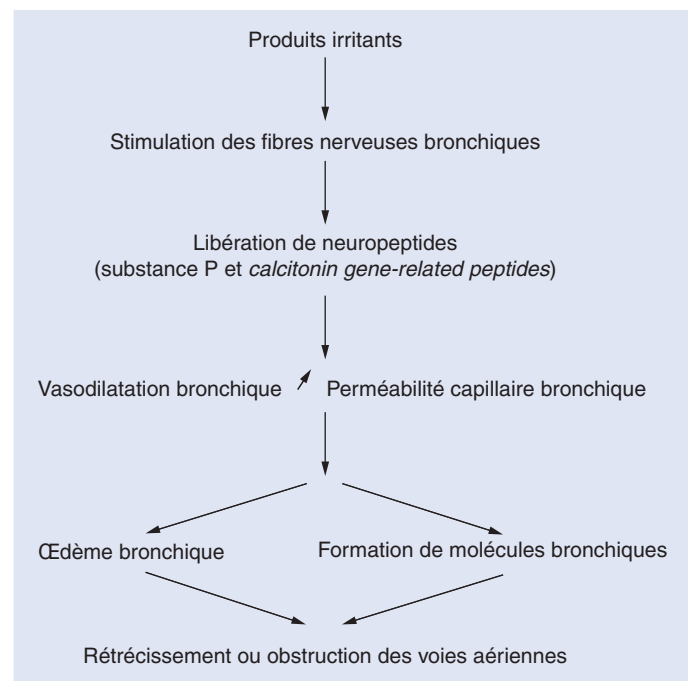 Produits irritants
Stimulation des fibres nerveuses bronchiques
Libération de neuropeptides
(substance P et calcitonin gene-related peptides)
Vasodilatation bronchique Perméabilité capillaire bronchique
Œdème bronchique Formation de molécules bronchiques
Rétrécissement ou obstruction des voies aériennes